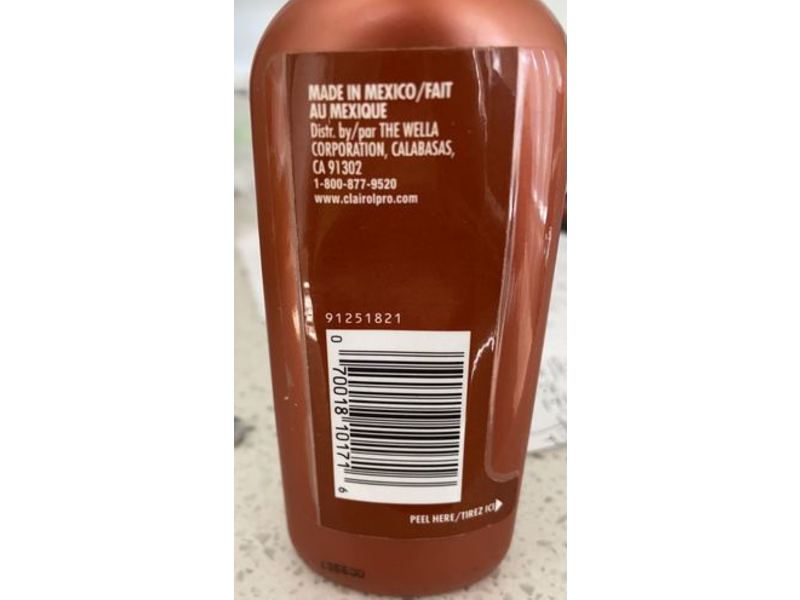 MADE IN MEXICO/FAIT
AU MEXIQUE
Distr. by/par THE WELLA
CORPORATION, CALABASAS,
CA 91302
1-800-877-9520
www.clairolpro.com
91251821
0 70018 10171 6
PEEL HERE/TIREZ ICI